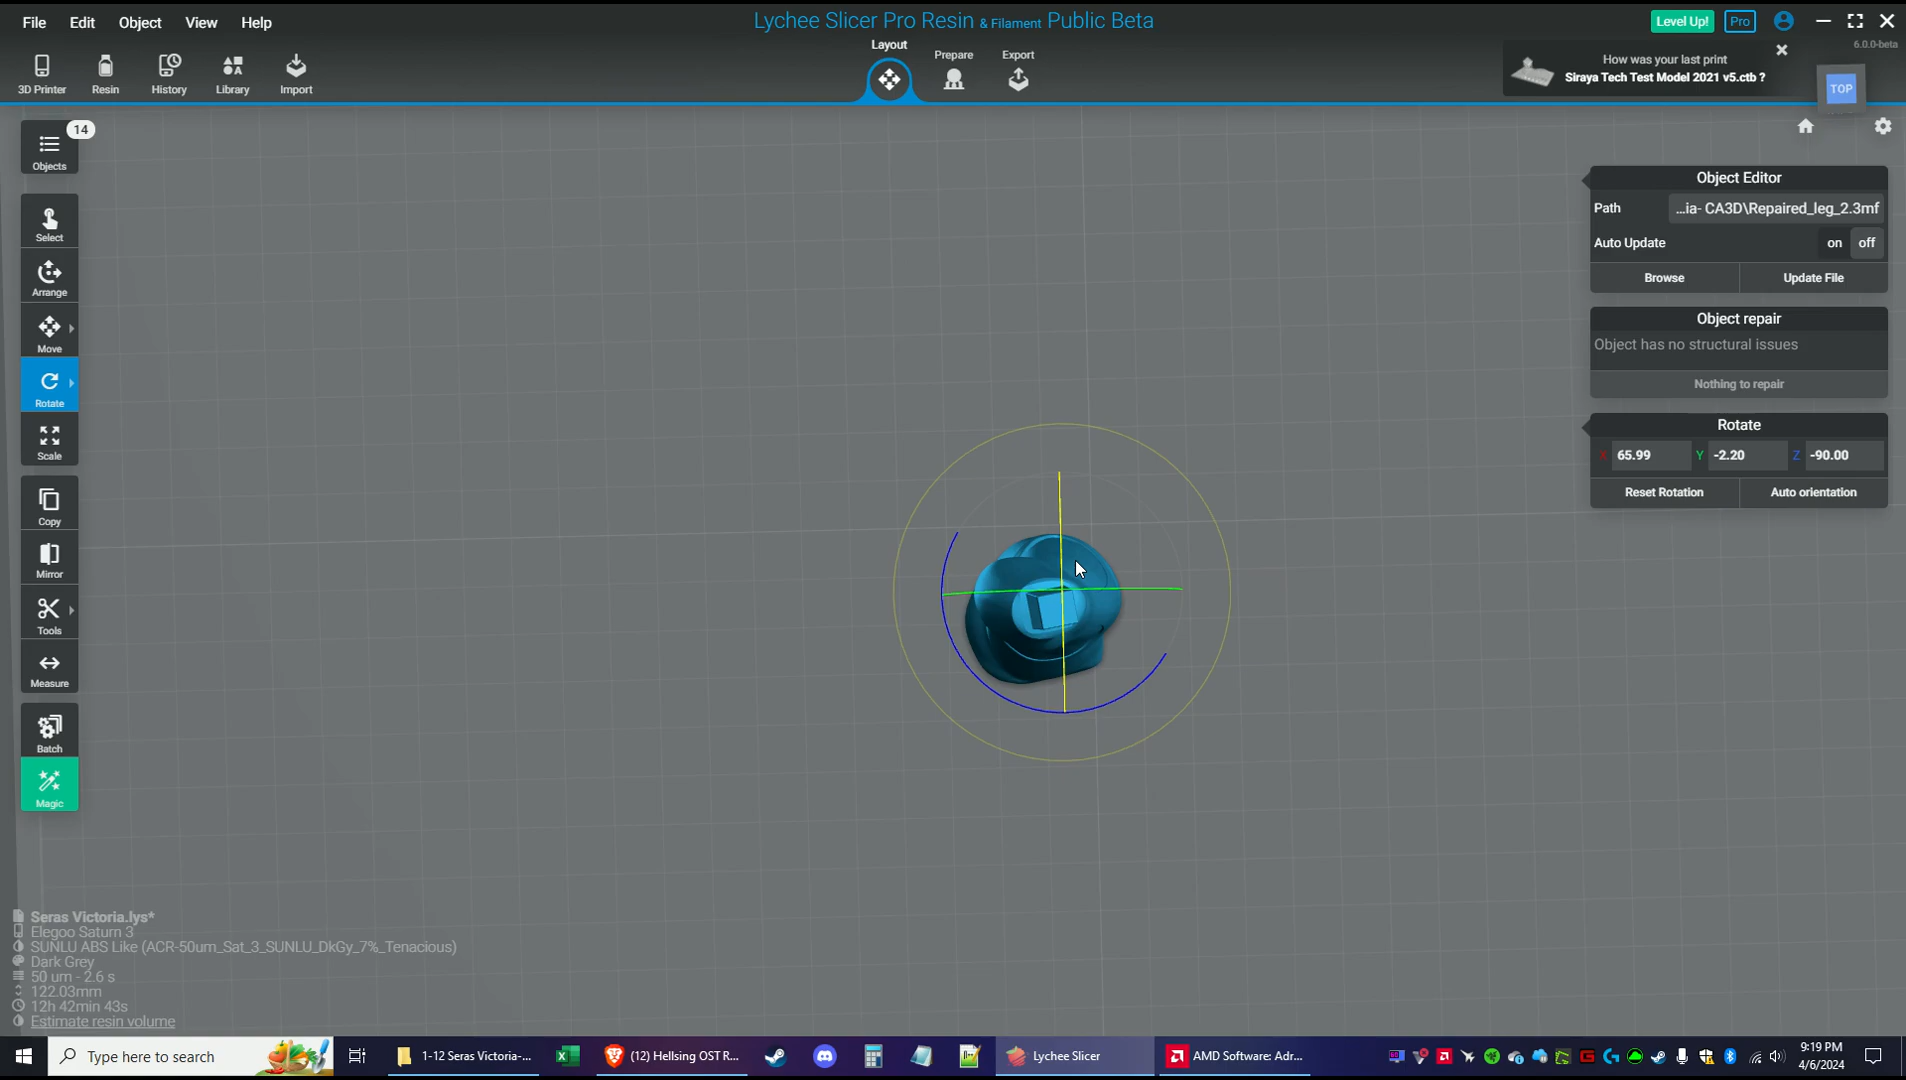 File Edit Object View Help
Lychee Slicer Pro Resin & Filament Public Beta
Level Up! Pro
6.0.0-beta
3D Printer Resin History Library Import
Layout Prepare Export
How was your last print
Siraya Tech Test Model 2021 v5.ctb ?
TOP
14
Objects
Select
Arrange
Move
Rotate
Scale
Copy
Mirror
Tools
Measure
Batch
Magic
Object Editor
Path ...ia- CA3D\Repaired_leg_2.3mf
Auto Update on off
Browse Update File
Object repair
Object has no structural issues
Nothing to repair
Rotate
X 65.99 Y -2.20 Z -90.00
Reset Rotation Auto orientation
Seras Victoria.lys*
Elegoo Saturn 3
SUNLU ABS Like (ACR-50um_Sat_3_SUNLU_DkGy_7%_Tenacious)
Dark Grey
50 um - 2.6 s
122.03mm
12h 42min 43s
Estimate resin volume
Type here to search
1-12 Seras Victoria-...
(12) Hellsing OST R...
Lychee Slicer
AMD Software: Adr...
9:19 PM
4/6/2024